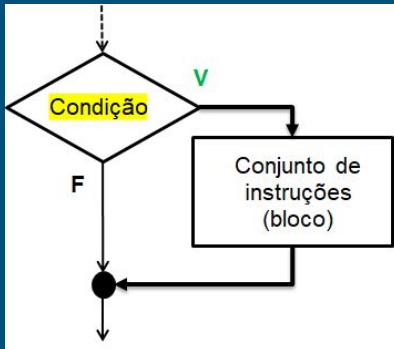 V
Condição
F
Conjunto de
instruções
(bloco)